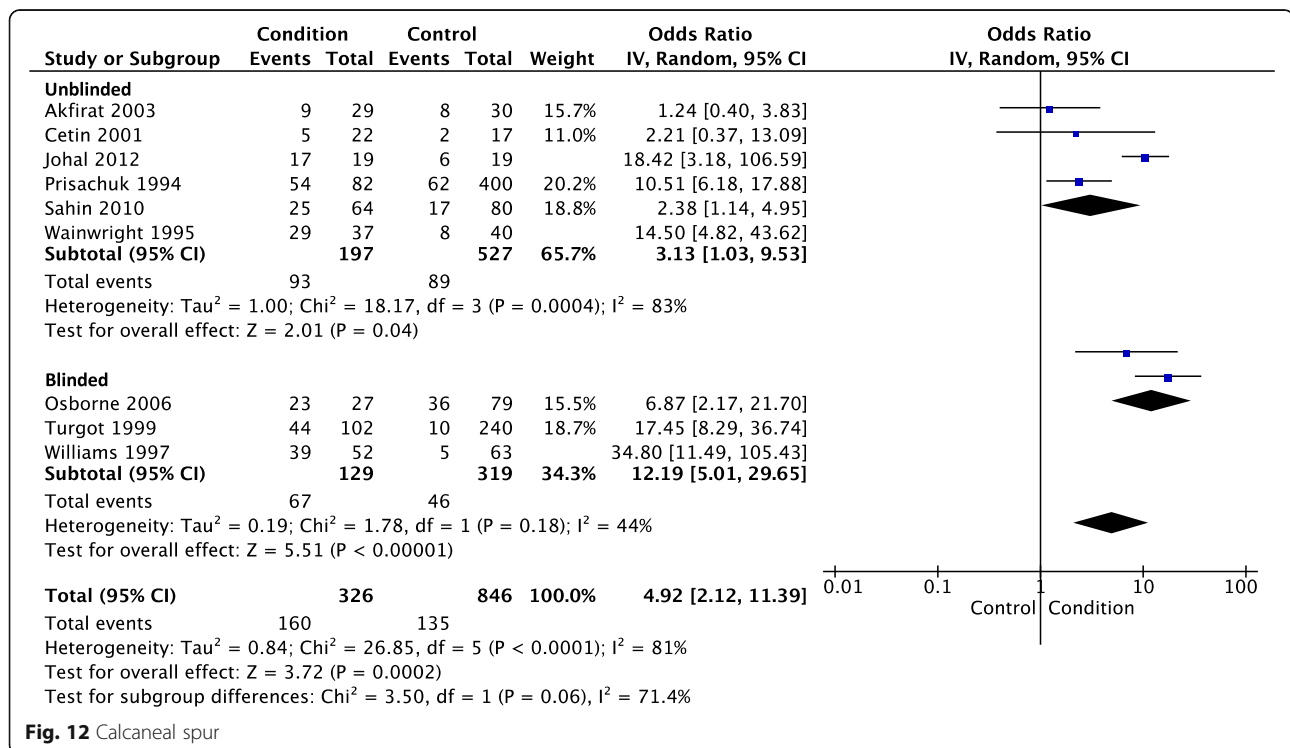 Condition Control Odds Ratio Odds Ratio
Study or Subgroup Events Total Events Total Weight IV, Random, 95% CI IV, Random, 95% CI
Unblinded
Akfirat 2003 9 29 8 30 15.7% 1.24 [0.40, 3.83]
Cetin 2001 5 22 2 17 11.0% 2.21 [0.37, 13.09]
Johal 2012 17 19 6 19 18.42 [3.18, 106.59]
Prisachuk 1994 54 82 62 400 20.2% 10.51 [6.18, 17.88]
Sahin 2010 25 64 17 80 18.8% 2.38 [1.14, 4.95]
Wainwright 1995 29 37 8 40 14.50 [4.82, 43.62]
Subtotal (95% CI) 197 527 65.7% 3.13 [1.03, 9.53]
Total events 93 89
Heterogeneity: Tau² = 1.00; Chi² = 18.17, df = 3 (P = 0.0004); I² = 83%
Test for overall effect: Z = 2.01 (P = 0.04)
Blinded
Osborne 2006 23 27 36 79 15.5% 6.87 [2.17, 21.70]
Turgot 1999 44 102 10 240 18.7% 17.45 [8.29, 36.74]
Williams 1997 39 52 5 63 34.80 [11.49, 105.43]
Subtotal (95% CI) 129 319 34.3% 12.19 [5.01, 29.65]
Total events 67 46
Heterogeneity: Tau² = 0.19; Chi² = 1.78, df = 1 (P = 0.18); I² = 44%
Test for overall effect: Z = 5.51 (P < 0.00001)
Total (95% CI) 326 846 100.0% 4.92 [2.12, 11.39]
Total events 160 135
Heterogeneity: Tau² = 0.84; Chi² = 26.85, df = 5 (P < 0.0001); I² = 81%
Test for overall effect: Z = 3.72 (P = 0.0002)
Test for subgroup differences: Chi² = 3.50, df = 1 (P = 0.06), I² = 71.4%
0.01 0.1 1 10 100
Control Condition
Fig. 12 Calcaneal spur